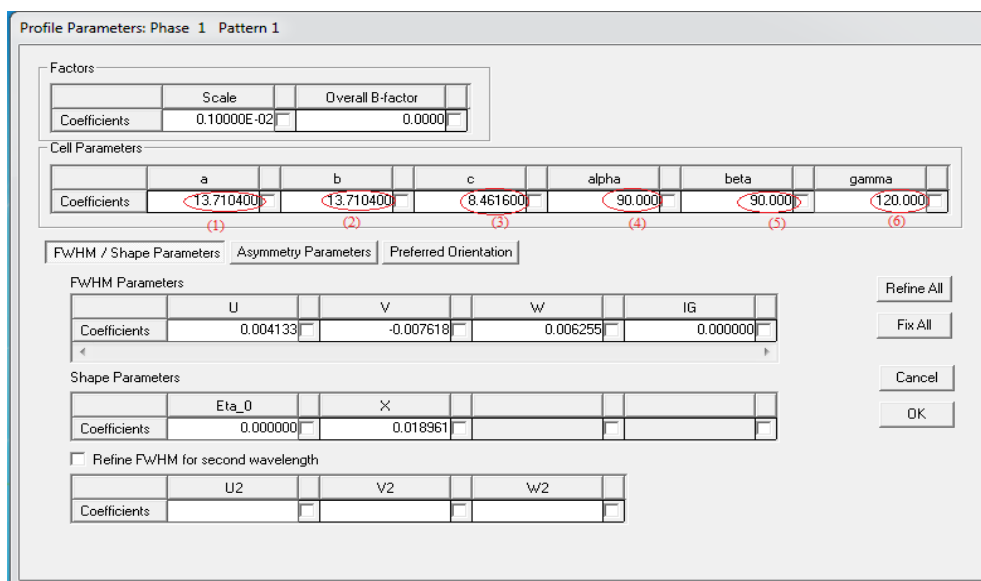 Profile Parameters: Phase 1 Pattern 1
Factors
Scale Overall B-factor
Coefficients 0.10000E-02 0.0000
Cell Parameters
a b c alpha beta gamma
Coefficients 13.710400 13.710400 8.461600 90.000 90.000 120.000
(1) (2) (3) (4) (5) (6)
FWHM / Shape Parameters Asymmetry Parameters Preferred Orientation
FWHM Parameters
Refine All
U V W IG
Coefficients 0.004133 -0.007618 0.006255 0.000000
Fix All
Shape Parameters
Cancel
Eta_0 X
Coefficients 0.000000 0.018961
OK
Refine FWHM for second wavelength
U2 V2 W2
Coefficients